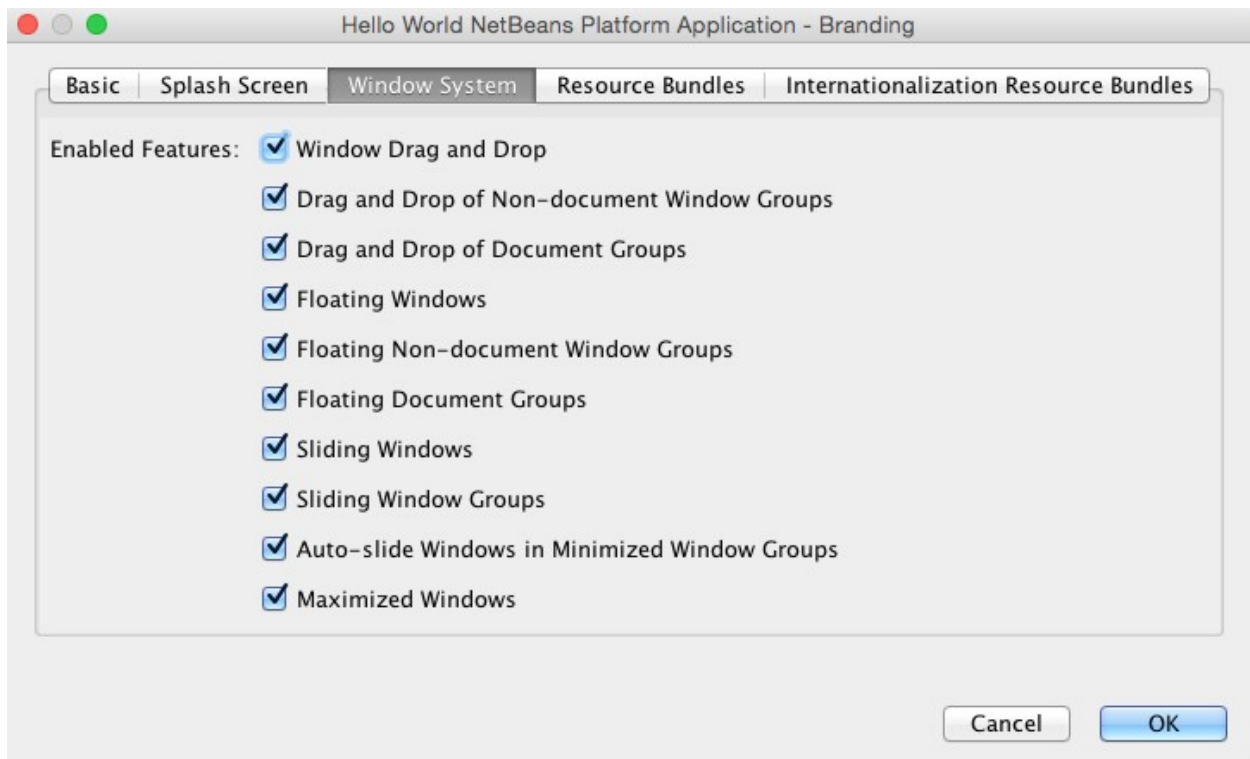 Hello World NetBeans Platform Application - Branding
Basic Splash Screen Window System Resource Bundles Internationalization Resource Bundles
Enabled Features: Window Drag and Drop
Drag and Drop of Non-document Window Groups
Drag and Drop of Document Groups
Floating Windows
Floating Non-document Window Groups
Floating Document Groups
Sliding Windows
Sliding Window Groups
Auto-slide Windows in Minimized Window Groups
Maximized Windows
Cancel OK